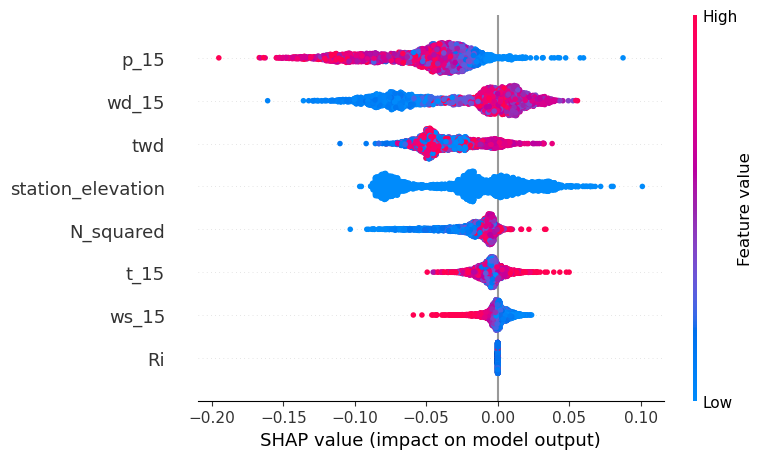 High
p_15
wd_15
twd
station_elevation
N_squared
t_15
ws_15
Ri
Feature value
Low
−0.20 −0.15 −0.10 −0.05 0.00 0.05 0.10
SHAP value (impact on model output)